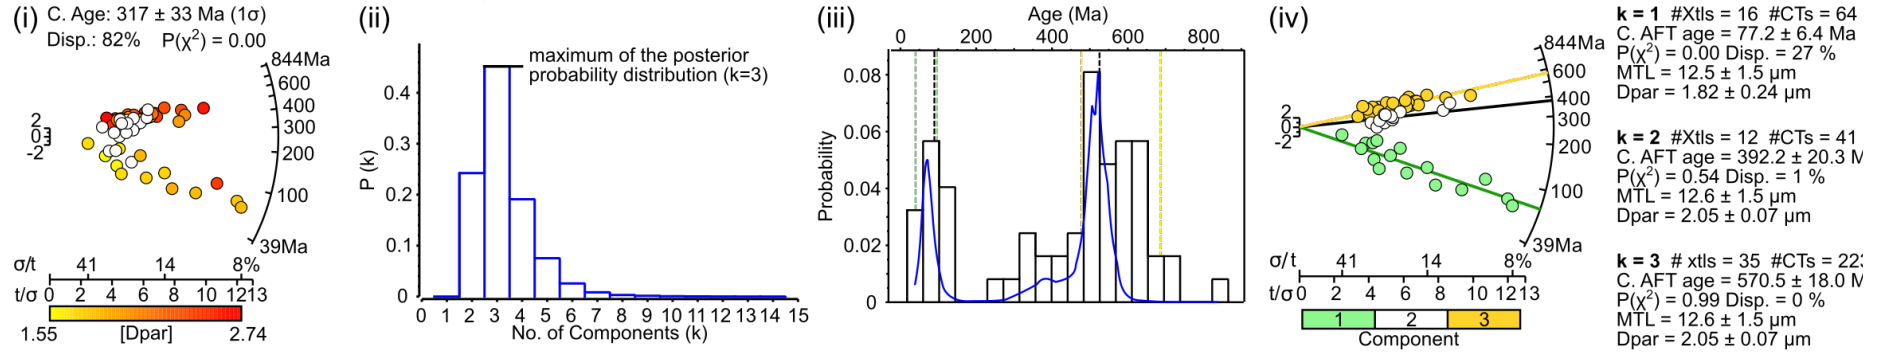 (i) C. Age: 317 ± 33 Ma (1σ)
Disp.: 82% P(χ²) = 0.00
844Ma
600
400
300
200
100
39Ma
2
0
-2
σ/t 41 14 8%
t/σ 0 2 4 6 8 10 1213
1.55 [Dpar] 2.74
(ii)
maximum of the posterior
probability distribution (k=3)
P (k)
0.4
0.3
0.2
0.1
0
0 1 2 3 4 5 6 7 8 9 10 11 12 13 14 15
No. of Components (k)
(iii)
Age (Ma)
0 200 400 600 800
Probability
0.08
0.06
0.04
0.02
0
(iv)
844Ma
600
400
300
200
100
39Ma
2
0
-2
σ/t 41 14 8%
t/σ 0 2 4 6 8 10 1213
1 2 3
Component
k = 1 #Xtls = 16 #CTs = 64
C. AFT age = 77.2 ± 6.4 Ma
P(χ²) = 0.00 Disp. = 27 %
MTL = 12.5 ± 1.5 µm
Dpar = 1.82 ± 0.24 µm
k = 2 #Xtls = 12 #CTs = 41
C. AFT age = 392.2 ± 20.3 M
P(χ²) = 0.54 Disp. = 1 %
MTL = 12.6 ± 1.5 µm
Dpar = 2.05 ± 0.07 µm
k = 3 # xtls = 35 #CTs = 223
C. AFT age = 570.5 ± 18.0 M
P(χ²) = 0.99 Disp. = 0 %
MTL = 12.6 ± 1.5 µm
Dpar = 2.05 ± 0.07 µm